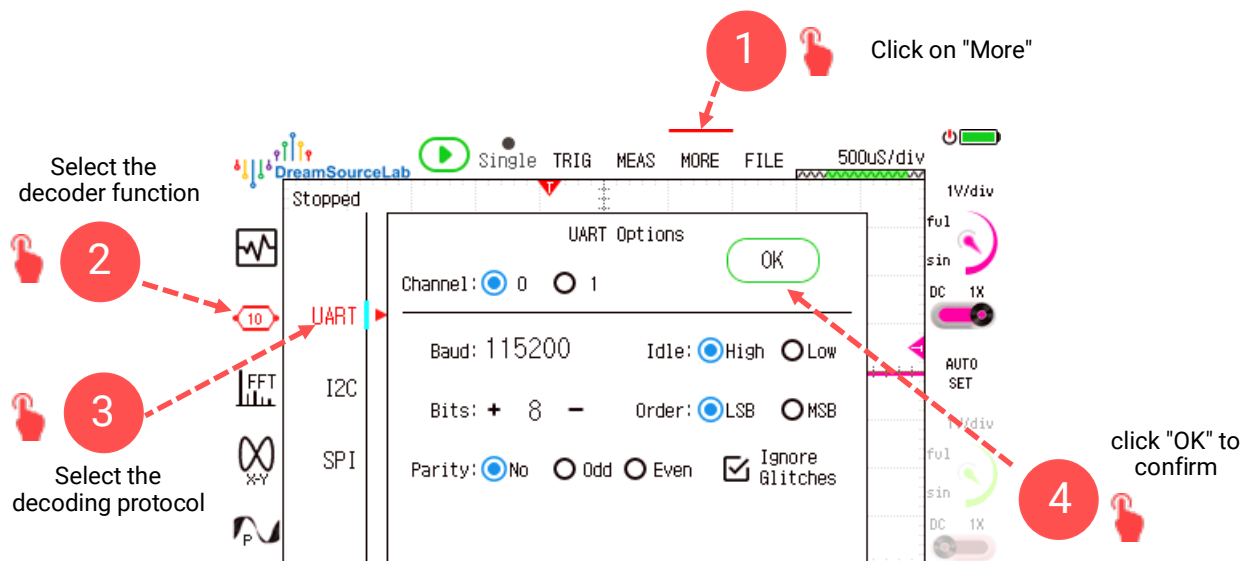 1
Click on "More"
DreamSourceLab
Single TRIG MEAS MORE FILE 500uS/div
Select the
decoder function
2
Stopped
1V/div
ful
sin
DC 1X
UART Options
OK
Channel: 0 1
10
UART
Baud: 115200 Idle: High Low
AUTO
SET
FFT
I2C
Bits: + 8 - Order: LSB MSB
3
Select the
decoding protocol
1V/div
ful
sin
DC 1X
X-Y
SPI
Parity: No Odd Even Ignore
Glitches
click "OK" to
confirm
4
P